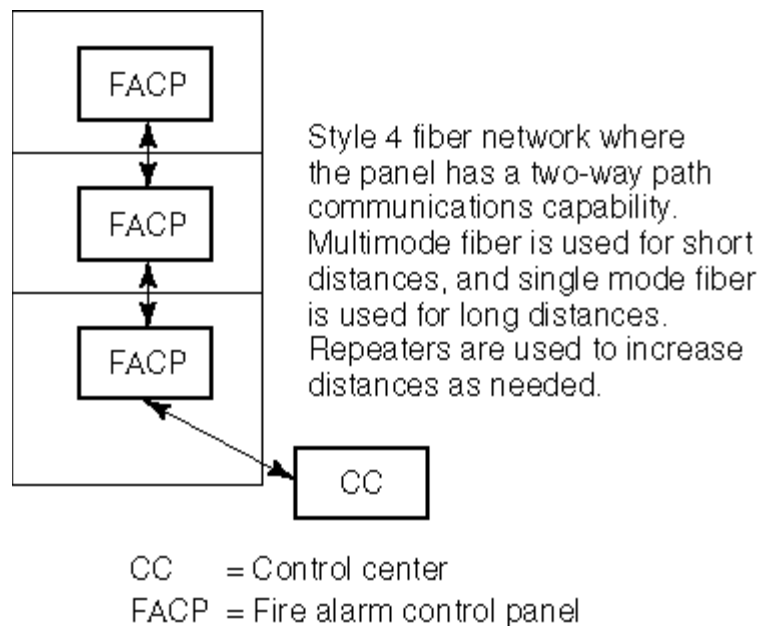 FACP
FACP
FACP
Style 4 fiber network where
the panel has a two-way path
communications capability.
Multimode fiber is used for short
distances, and single mode fiber
is used for long distances.
Repeaters are used to increase
distances as needed.
CC
CC = Control center
FACP = Fire alarm control panel